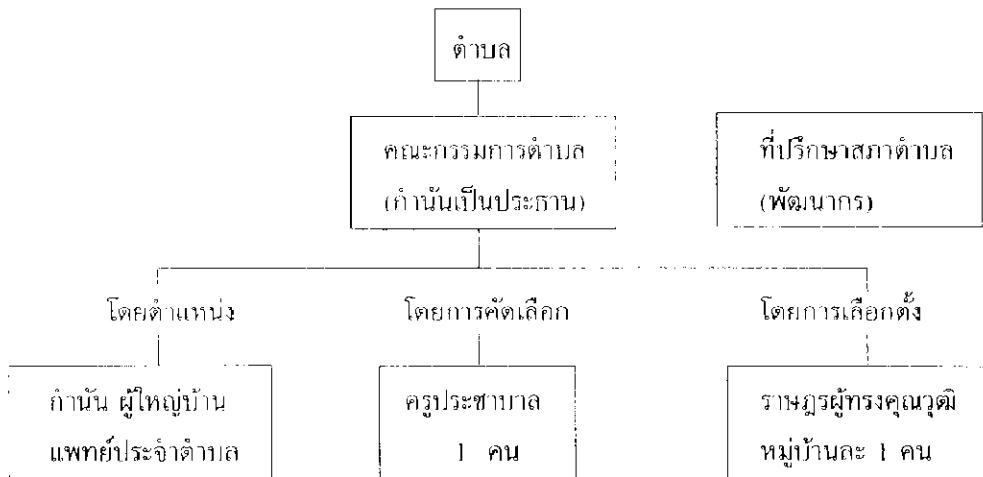 ตำบล
คณะกรรมการตำบล
(กำนันเป็นประธาน)
ที่ปรึกษาสภาตำบล
(พัฒนากร)
โดยตำแหน่ง
โดยการคัดเลือก
โดยการเลือกตั้ง
กำนัน ผู้ใหญ่บ้าน
แพทย์ประจำตำบล
ครูประชาบาล
1 คน
ราษฎรผู้ทรงคุณวุฒิ
หมู่บ้านละ 1 คน